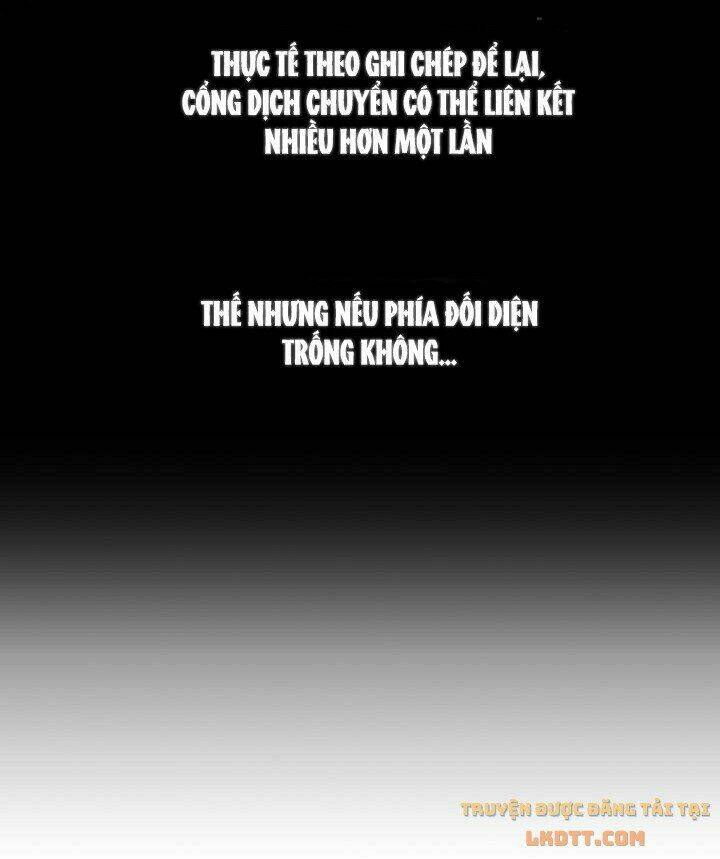 THỰC TẾ THEO GHI CHÉP ĐỂ LẠI,
CỔNG DỊCH CHUYỂN CÓ THỂ LIÊN KẾT
NHIỀU HƠN MỘT LẦN
THẾ NHƯNG NẾU PHÍA ĐỐI DIỆN
TRỐNG KHÔNG...
TRUYỆN ĐƯỢC ĐĂNG TẢI TẠI
LKDTT.COM